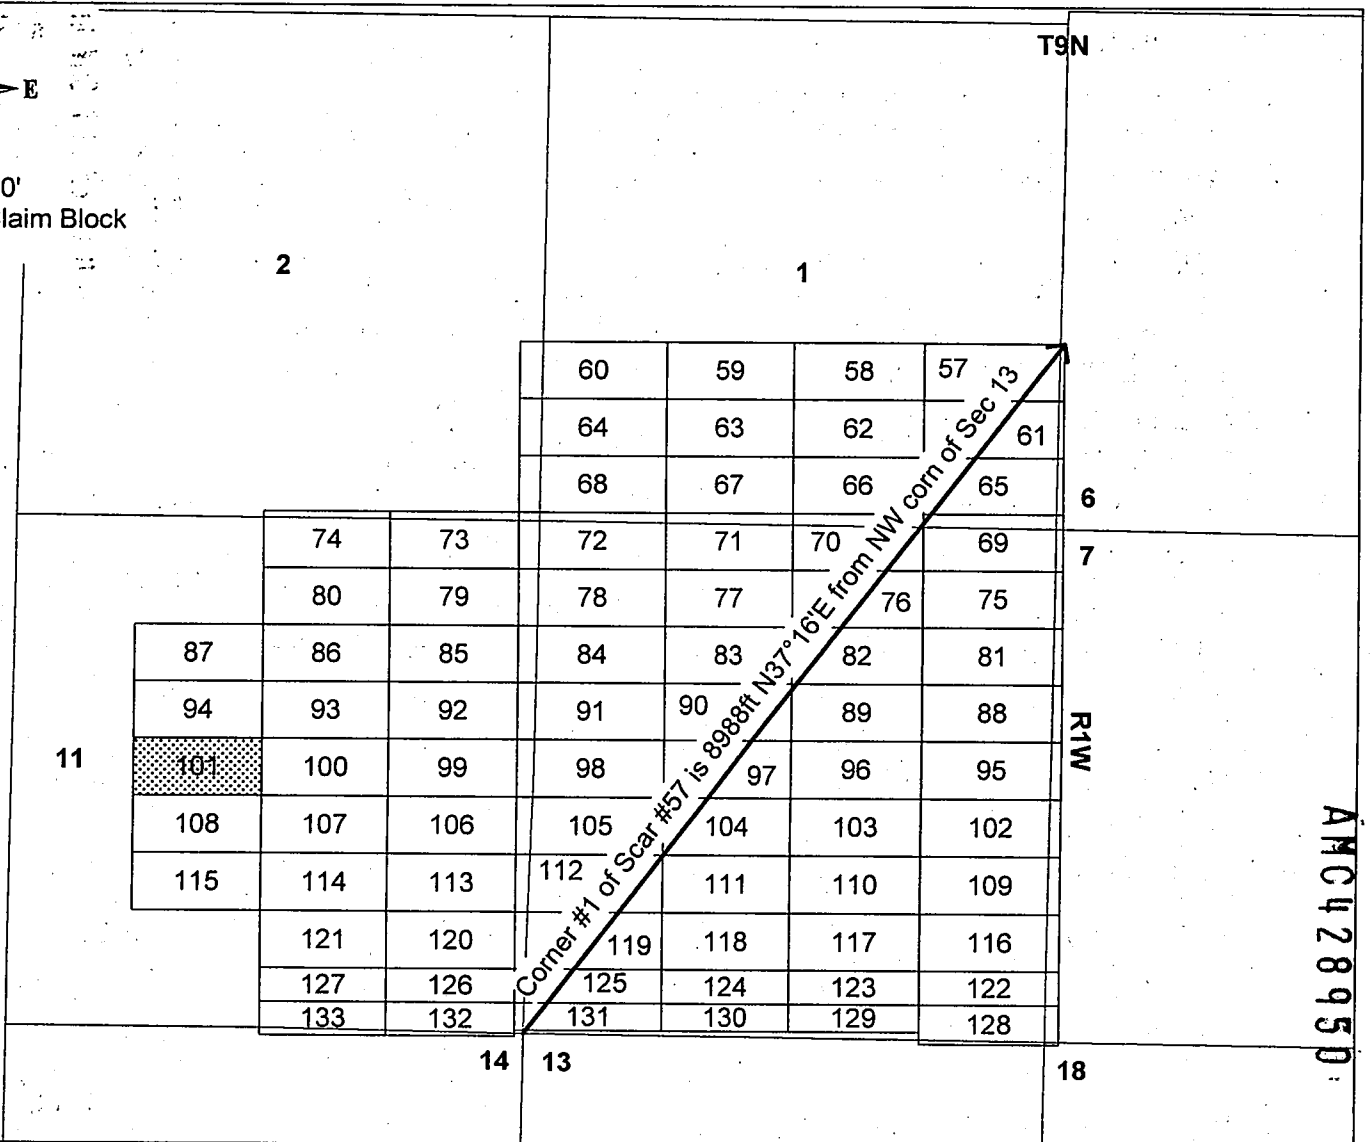 T9N
E
0'
laim Block
2 1
60 59 58 57
64 63 62 61
68 67 66 65 6
74 73 72 71 70 69 7
80 79 78 77 76 75
87 86 85 84 83 82 81
94 93 92 91 90 89 88
R1W
11 101 100 99 98 97 96 95
108 107 106 105 104 103 102
115 114 113 112 111 110 109
121 120 119 118 117 116
127 126 125 124 123 122
133 132 131 130 129 128
14 13 18
Corner #1 of Scar #57 is 8988ft N37°16'E from NW corn of Sec 13
AMC428950